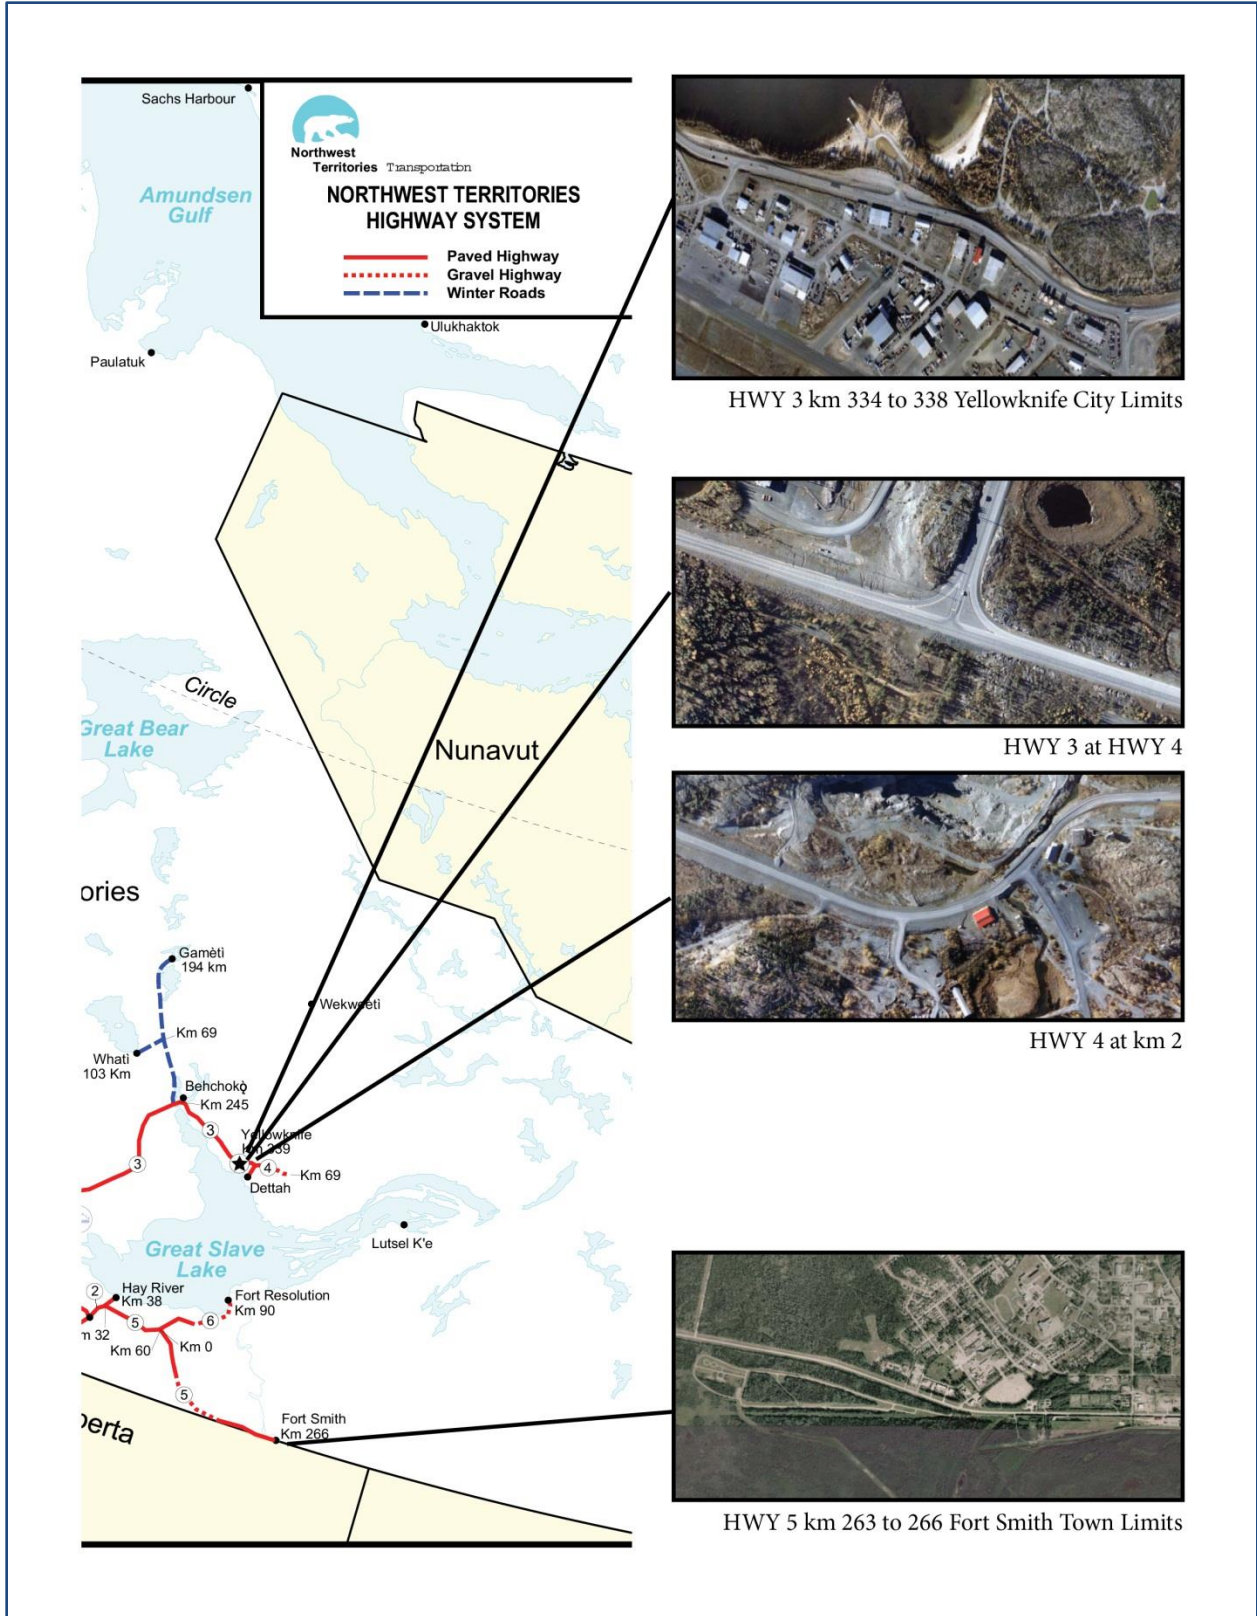 Sachs Harbour
Northwest
Territories Transportation
NORTHWEST TERRITORIES
HIGHWAY SYSTEM
Paved Highway
Gravel Highway
Winter Roads
Amundsen
Gulf
Ulukhaktok
Paulatuk
HWY 3 km 334 to 338 Yellowknife City Limits
Circle
Great Bear
Lake
Nunavut
HWY 3 at HWY 4
ories
Gamètì
194 km
Wekweetì
Km 69
Whatì
103 Km
HWY 4 at km 2
Behchokǫ̀
Km 245
3
Yellowknife
Km 339
3
4
Km 69
Dettah
Lutsel K'e
Great Slave
Lake
2
Hay River
Km 38
Fort Resolution
Km 90
5
6
m 32
Km 60
Km 0
5
Fort Smith
Km 266
berta
HWY 5 km 263 to 266 Fort Smith Town Limits